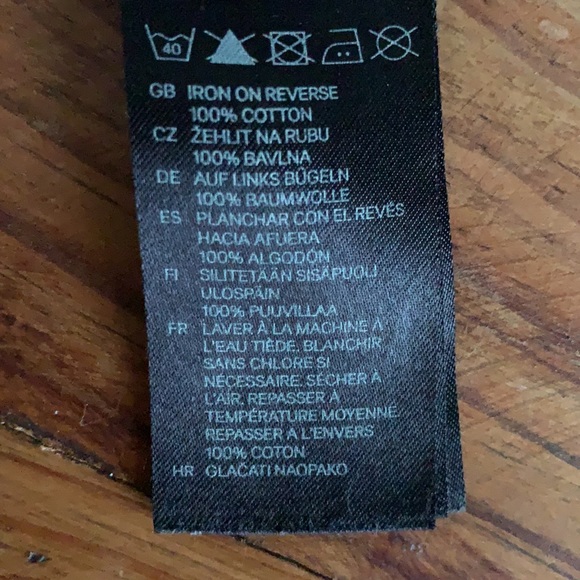 40
GB IRON ON REVERSE
100% COTTON
CZ ŽEHLIT NA RUBU
100% BAVLNA
DE AUF LINKS BÜGELN
100% BAUMWOLLE
ES PLANCHAR CON EL REVÉS
HACIA AFUERA
100% ALGODÓN
FI SILITETÄÄN SISÄPUOLI
ULOSPÄIN
100% PUUVILLAA
FR LAVER À LA MACHINE À
L'EAU TIÈDE, BLANCHIR
SANS CHLORE SI
NÉCESSAIRE, SÉCHER À
L'AIR, REPASSER À
TEMPÉRATURE MOYENNE,
REPASSER À L'ENVERS
100% COTON
HR GLAČATI NAOPAKO